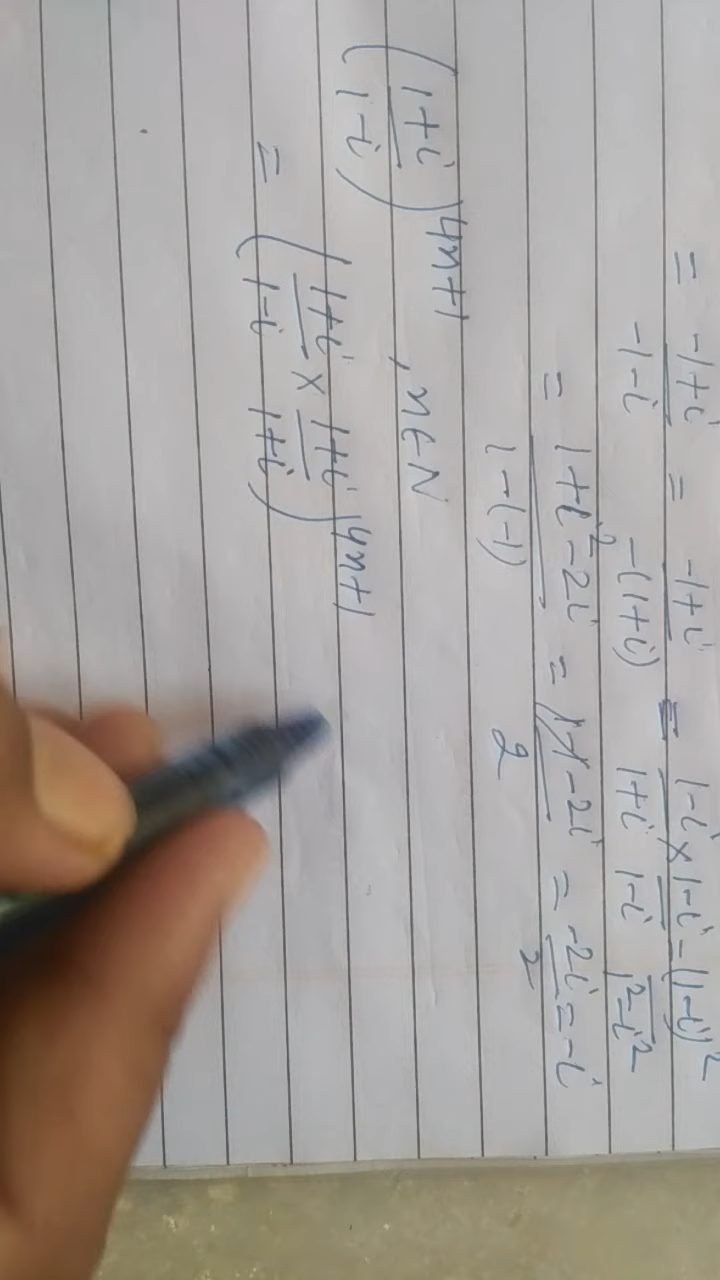 = -1+i/-1-i = -1+i/-(1+i) = 1-i/1+i × 1-i/1-i - (1-i)²/1²-i²
= 1+i²-2i/1-(-1) = 1-1-2i/2 = -2i/2 = -i
(1+i/1-i)^4n+1 , n∈N
= (1+i/1-i × 1+i/1+i)^4n+1